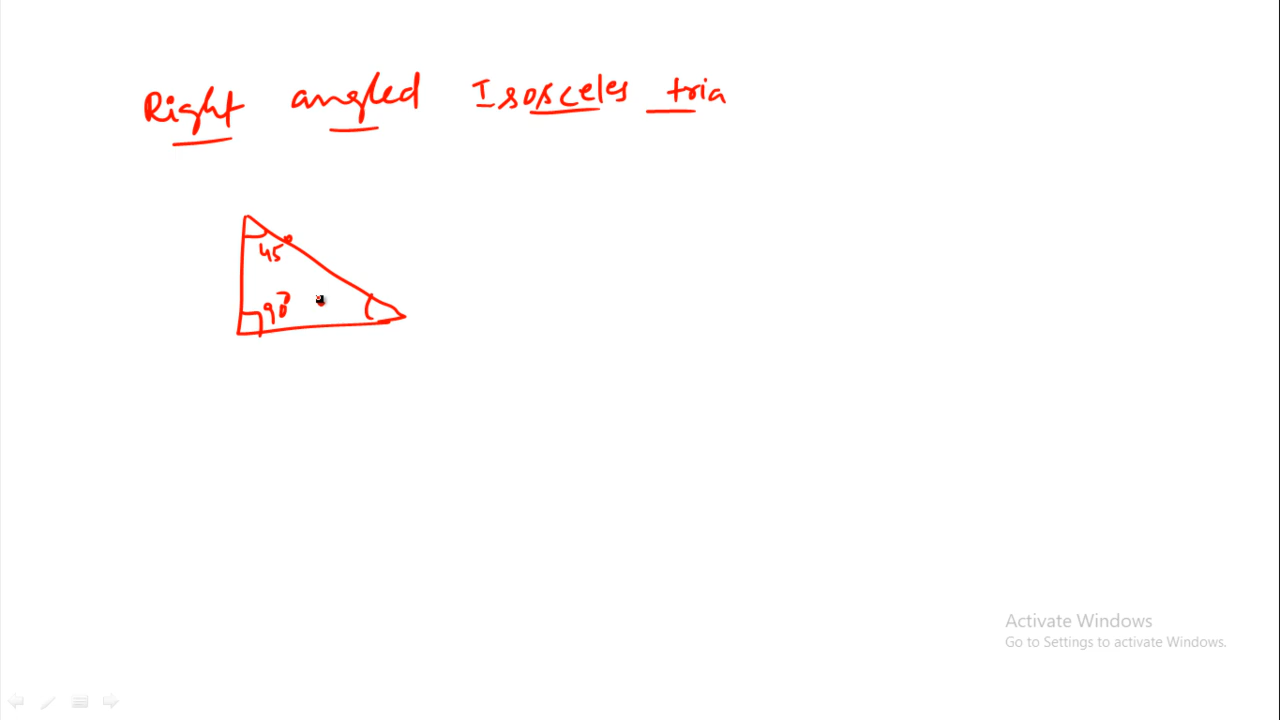 Right angled Isosceles tria
45°
90°
Activate Windows
Go to Settings to activate Windows.